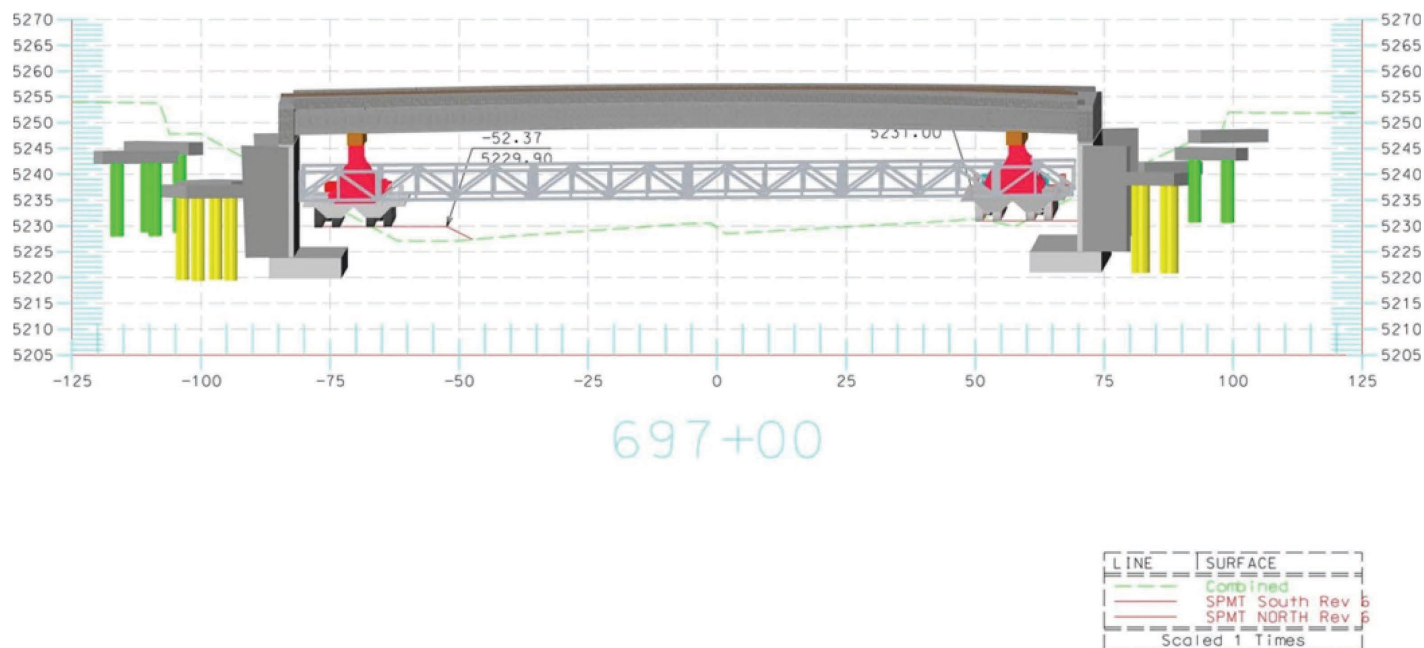 5270 5270
5265 5265
5260 5260
5255 5255
5250 5250
-52.37 5231.00
5245 5245
5229.90
5240 5240
5235 5235
5230 5230
5225 5225
5220 5220
5215 5215
5210 5210
5205 5205
-125 -100 -75 -50 -25 0 25 50 75 100 125
697+00
LINE SURFACE
Combined
SPMT South Rev 6
SPMT NORTH Rev 6
Scaled 1 Times